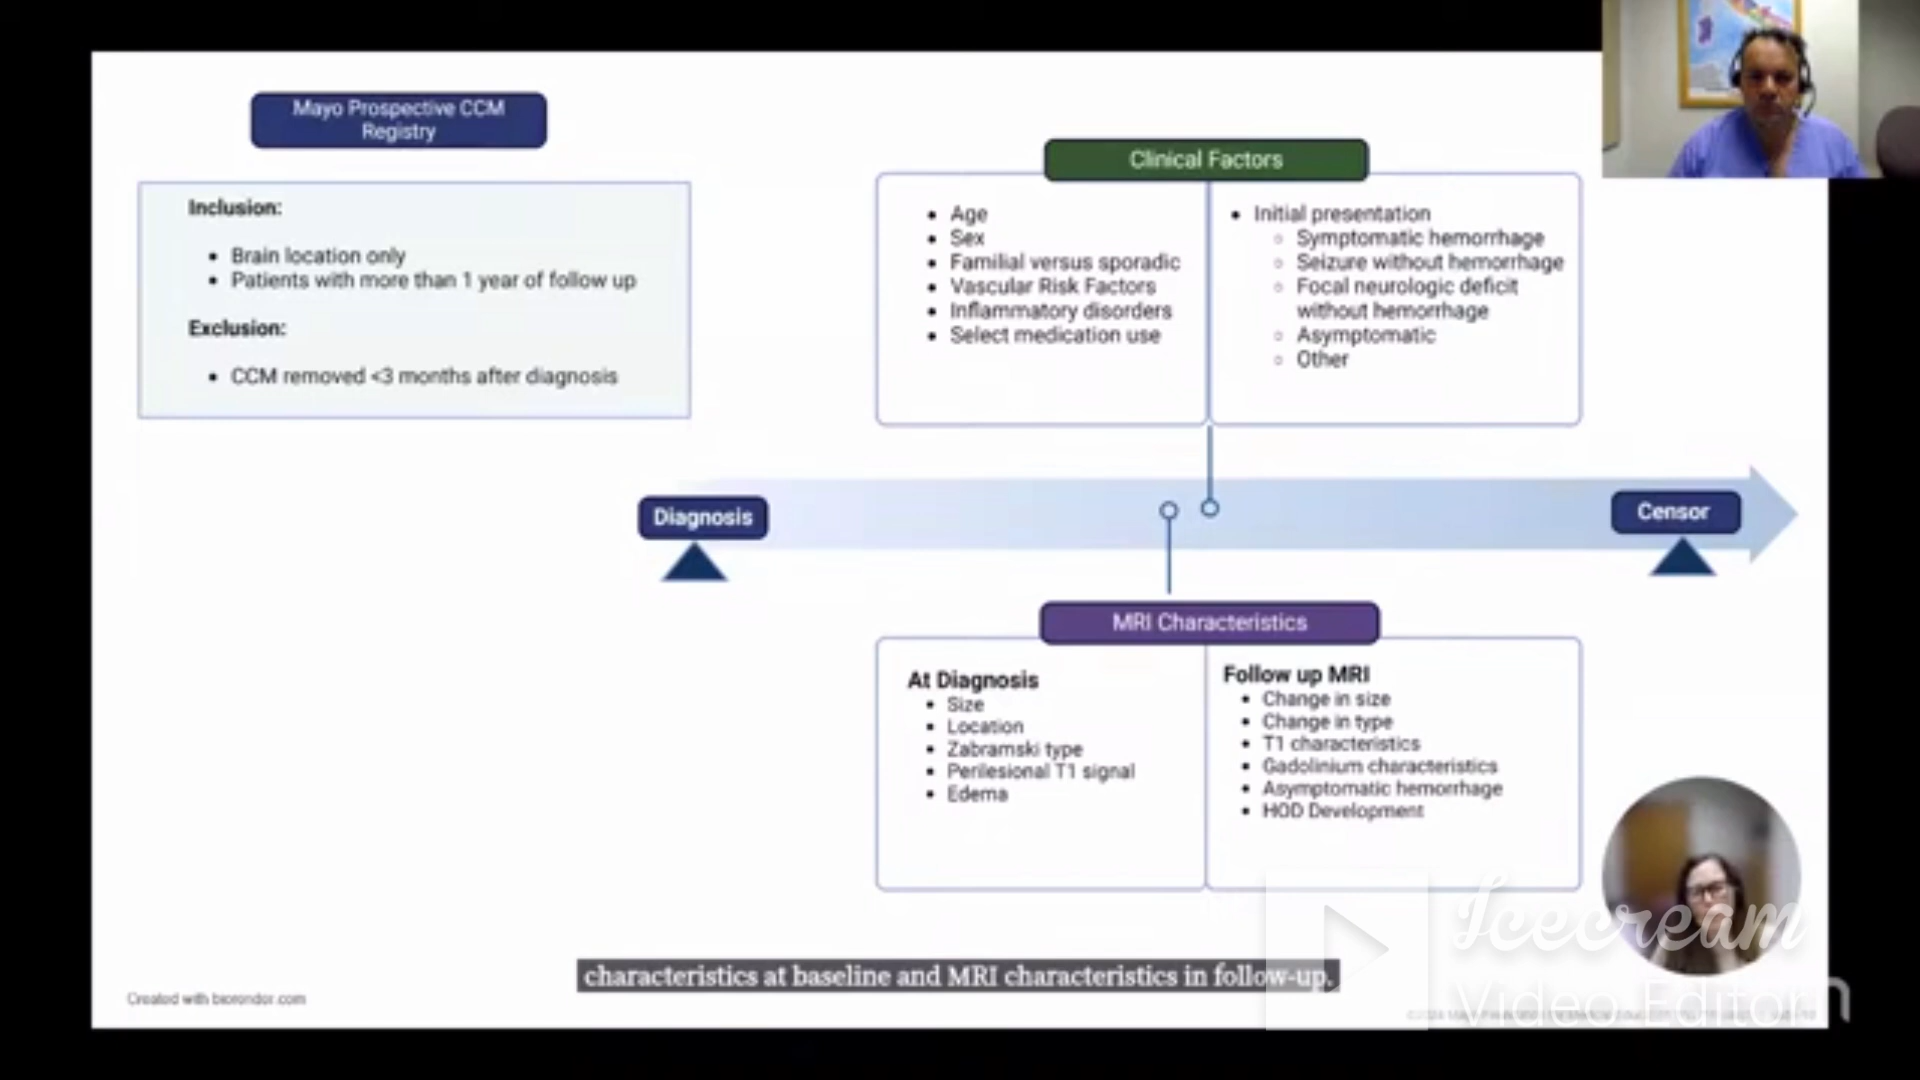 Mayo Prospective CCM
Registry
Inclusion:
• Brain location only
• Patients with more than 1 year of follow up
Exclusion:
• CCM removed <3 months after diagnosis
Clinical Factors
• Age
• Sex
• Familial versus sporadic
• Vascular Risk Factors
• Inflammatory disorders
• Select medication use
• Initial presentation
○ Symptomatic hemorrhage
○ Seizure without hemorrhage
○ Focal neurologic deficit
without hemorrhage
○ Asymptomatic
○ Other
Diagnosis
Censor
MRI Characteristics
At Diagnosis
• Size
• Location
• Zabramski type
• Perilesional T1 signal
• Edema
Follow up MRI
• Change in size
• Change in type
• T1 characteristics
• Gadolinium characteristics
• Asymptomatic hemorrhage
• HOD Development
characteristics at baseline and MRI characteristics in follow-up.
Created with biorender.com
Icecream
Video Editor